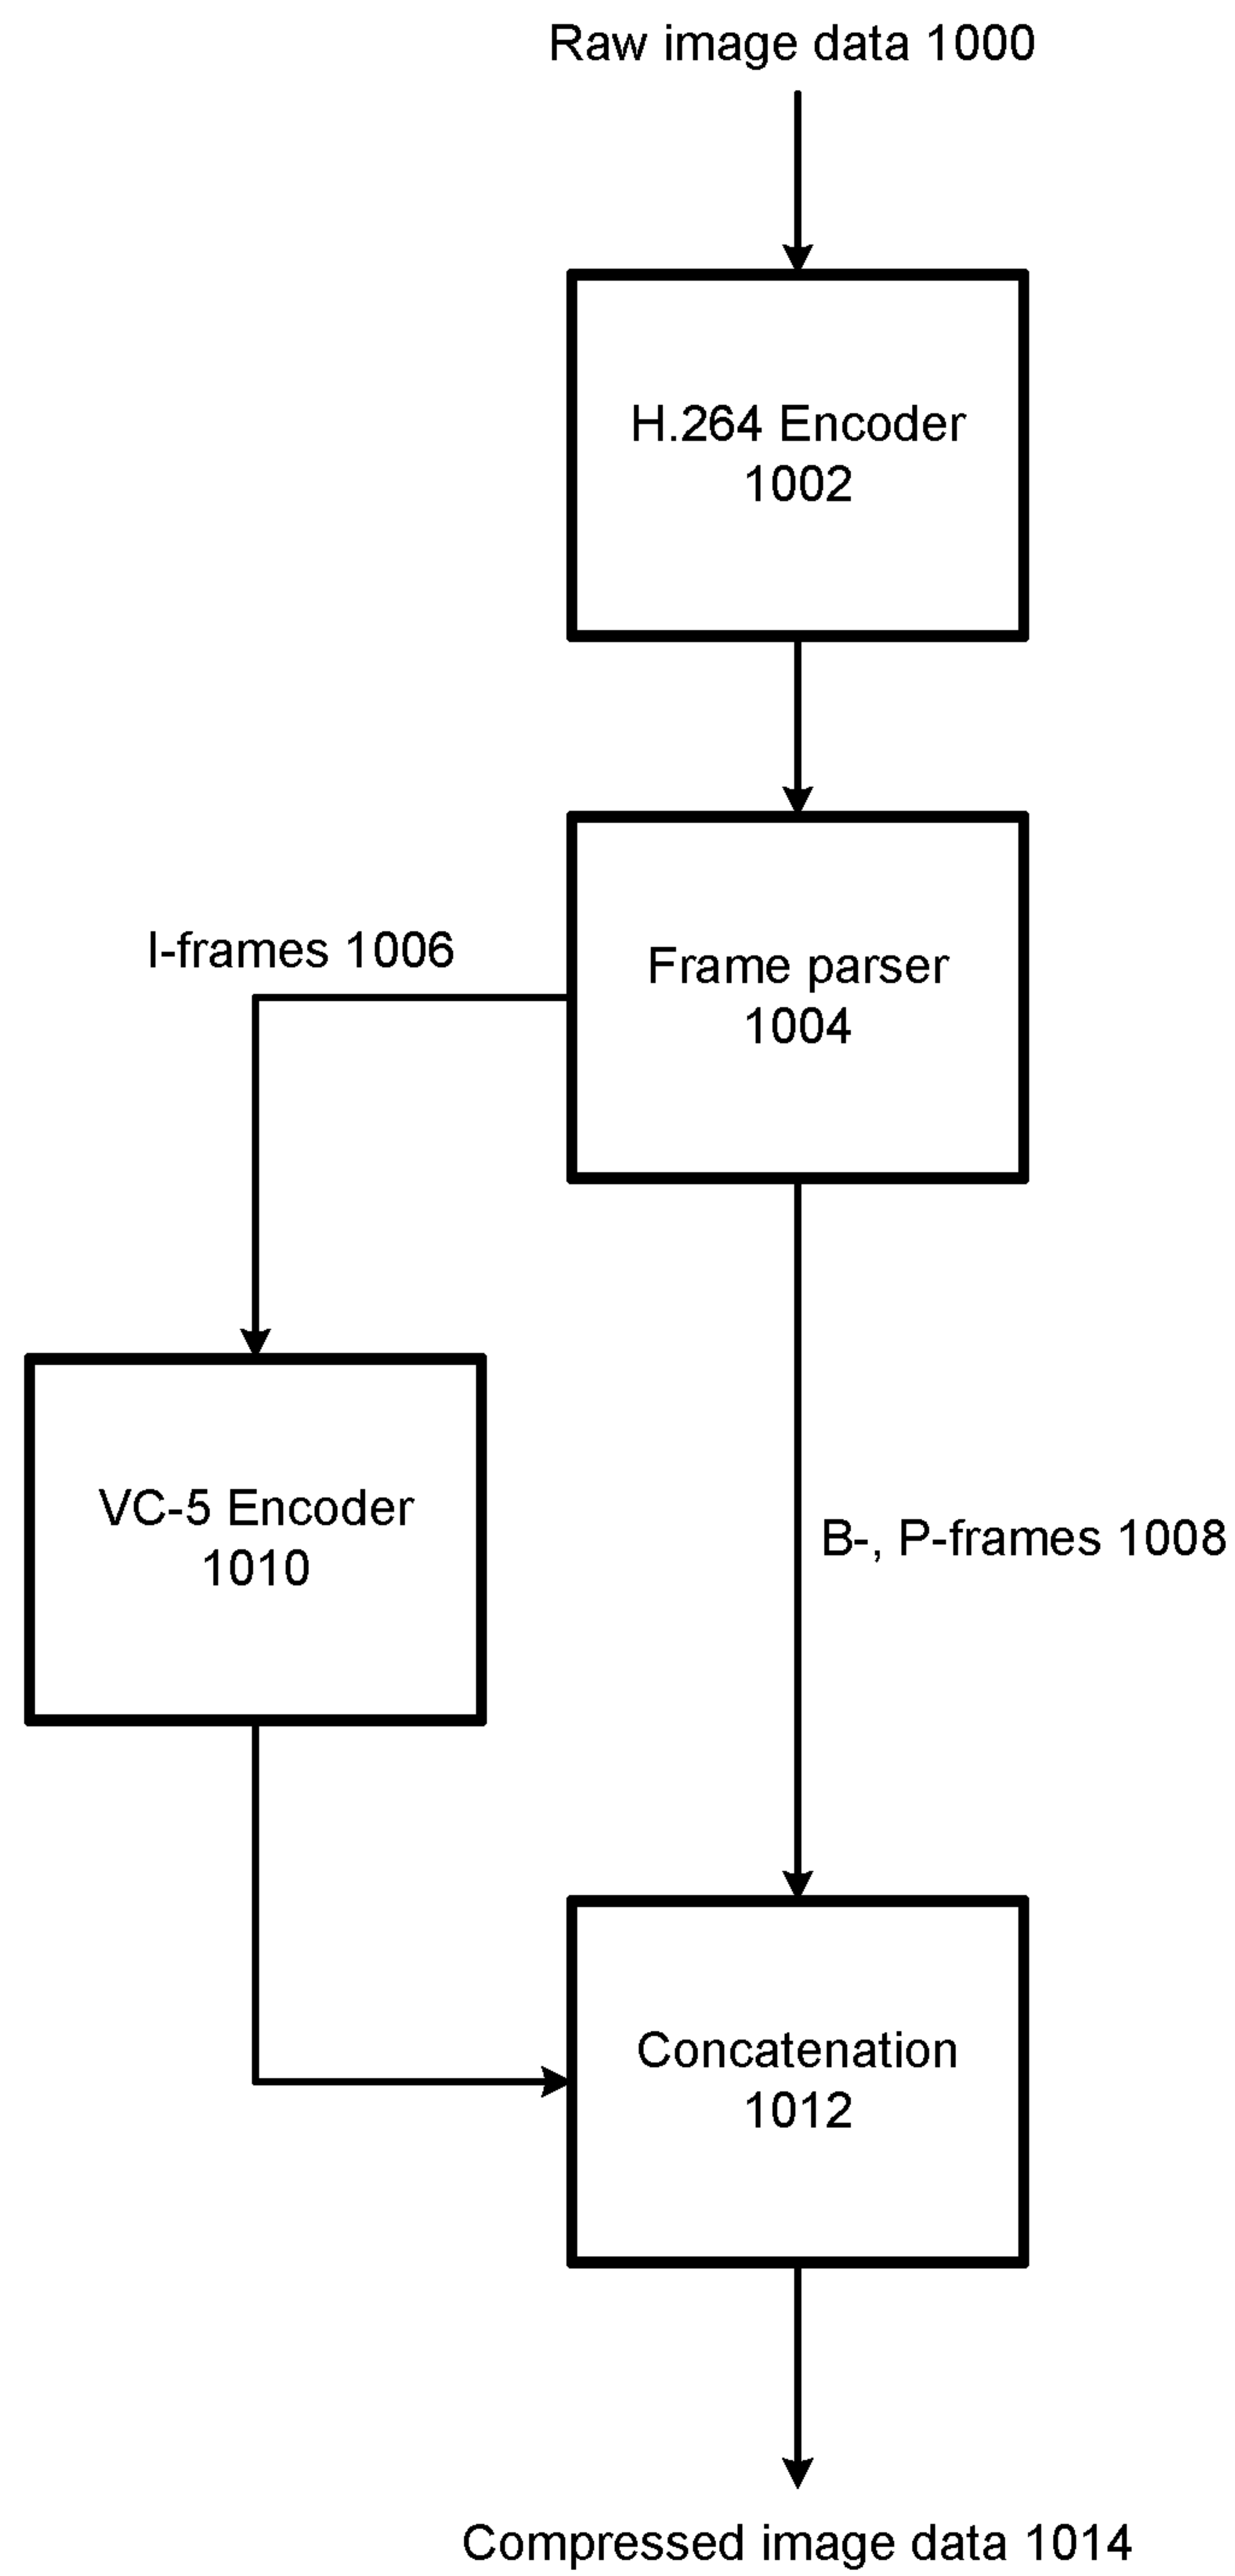 Raw image data 1000
H.264 Encoder
1002
I-frames 1006
Frame parser
1004
VC-5 Encoder
1010
B-, P-frames 1008
Concatenation
1012
Compressed image data 1014